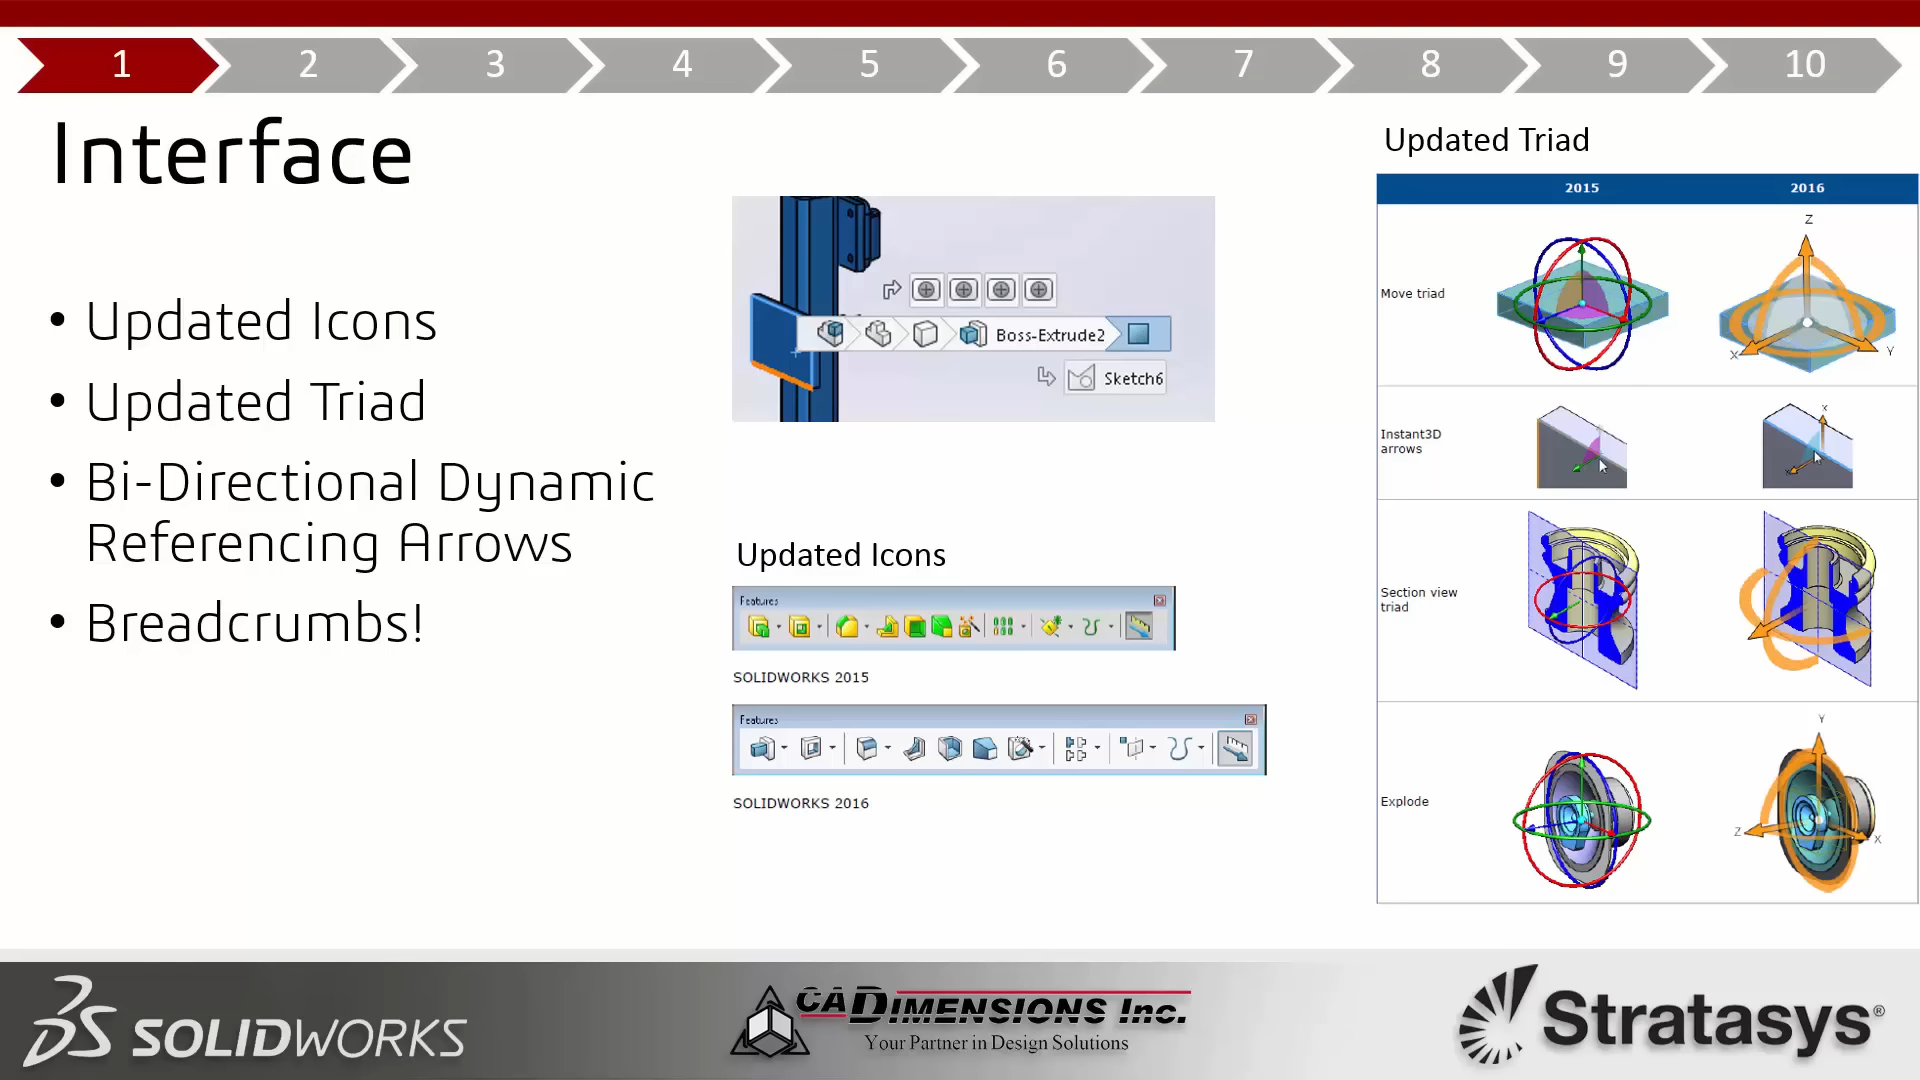 1 2 3 4 5 6 7 8 9 10
Interface
• Updated Icons
• Updated Triad
• Bi-Directional Dynamic
Referencing Arrows
• Breadcrumbs!
Boss-Extrude2
Sketch6
Updated Icons
Features
SOLIDWORKS 2015
Features
SOLIDWORKS 2016
Updated Triad
2015 2016
Move triad
Z
X
Y
Instant3D
arrows
X
Section view
triad
Explode
Y
Z
X
SOLIDWORKS
CADIMENSIONS Inc.
Your Partner in Design Solutions
Stratasys®